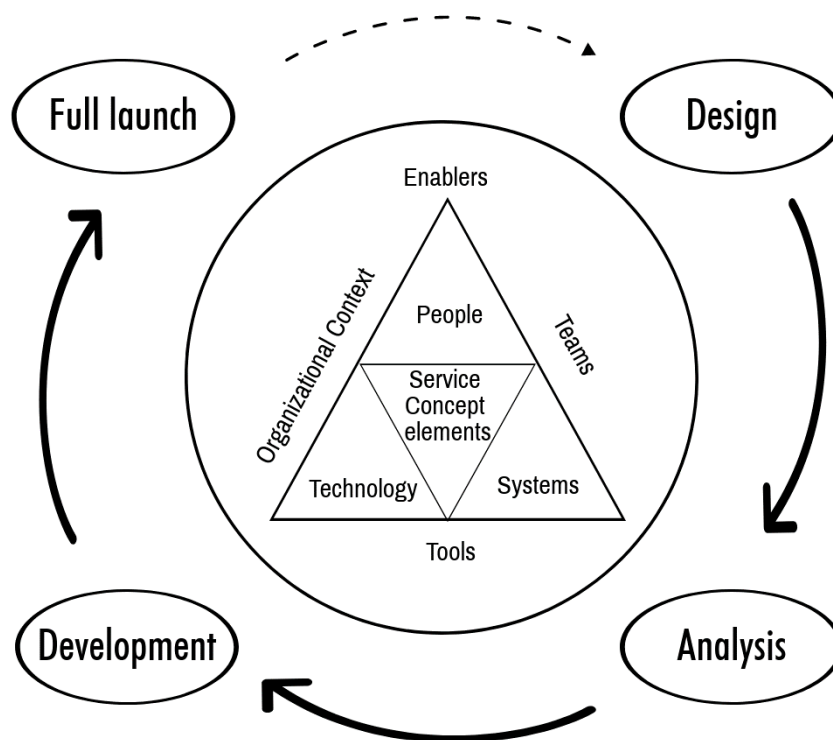 Full launch
Design
Enablers
Organizational Context
Teams
People
Service
Concept
elements
Technology
Systems
Tools
Development
Analysis